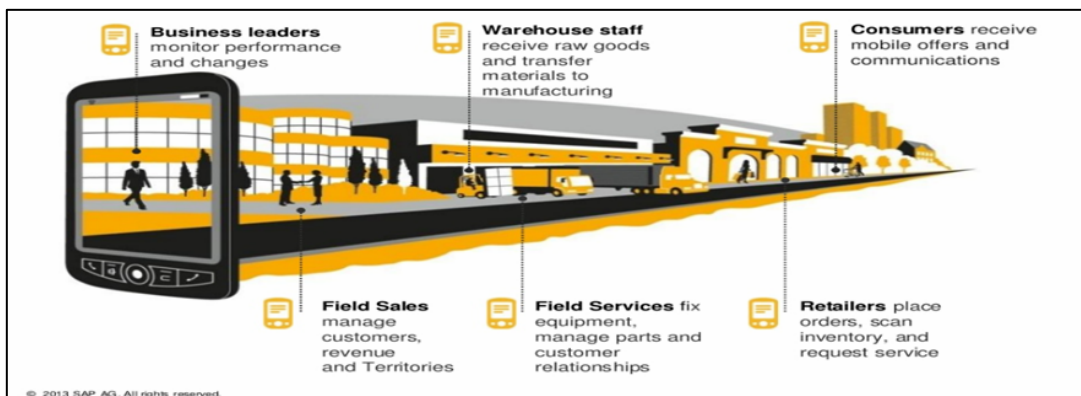 Business leaders
monitor performance
and changes
Warehouse staff
receive raw goods
and transfer
materials to
manufacturing
Consumers receive
mobile offers and
communications
Field Sales
manage
customers,
revenue
and Territories
Field Services fix
equipment,
manage parts and
customer
relationships
Retailers place
orders, scan
inventory, and
request service
© 2013 SAP AG. All rights reserved.